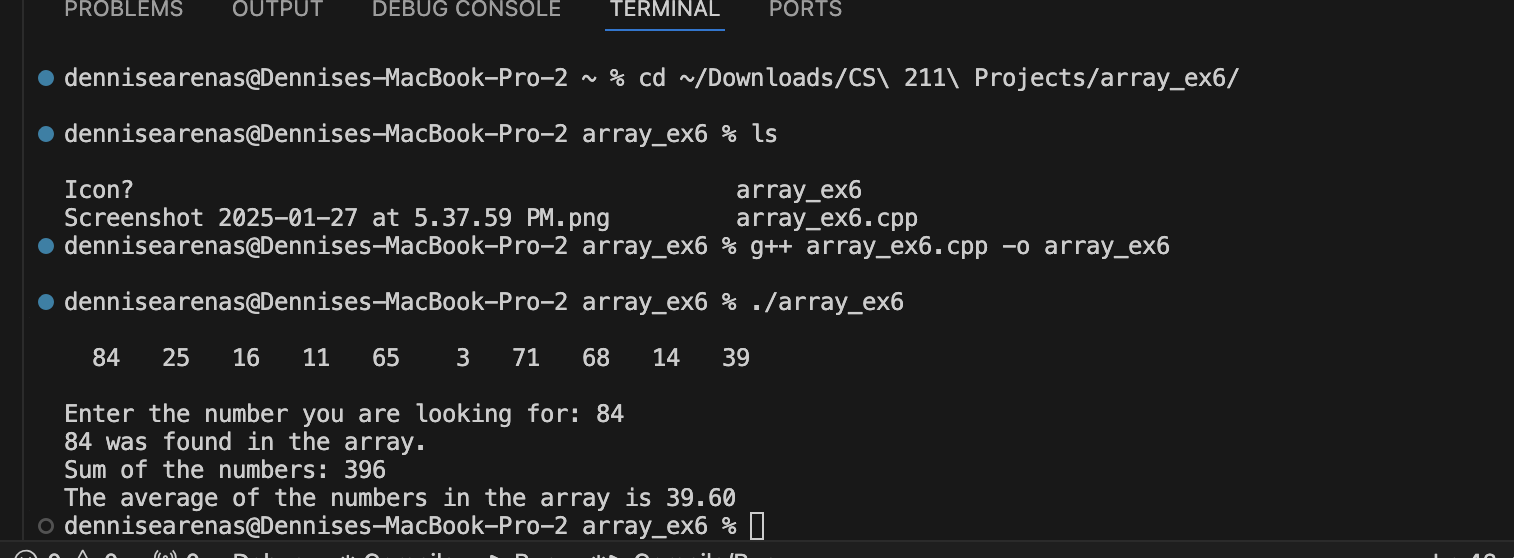 PROBLEMS OUTPUT DEBUG CONSOLE TERMINAL PORTS
dennisearenas@Dennises-MacBook-Pro-2 ~ % cd ~/Downloads/CS\ 211\ Projects/array_ex6/
dennisearenas@Dennises-MacBook-Pro-2 array_ex6 % ls
Icon? array_ex6
Screenshot 2025-01-27 at 5.37.59 PM.png array_ex6.cpp
dennisearenas@Dennises-MacBook-Pro-2 array_ex6 % g++ array_ex6.cpp -o array_ex6
dennisearenas@Dennises-MacBook-Pro-2 array_ex6 % ./array_ex6
84 25 16 11 65 3 71 68 14 39
Enter the number you are looking for: 84
84 was found in the array.
Sum of the numbers: 396
The average of the numbers in the array is 39.60
dennisearenas@Dennises-MacBook-Pro-2 array_ex6 %